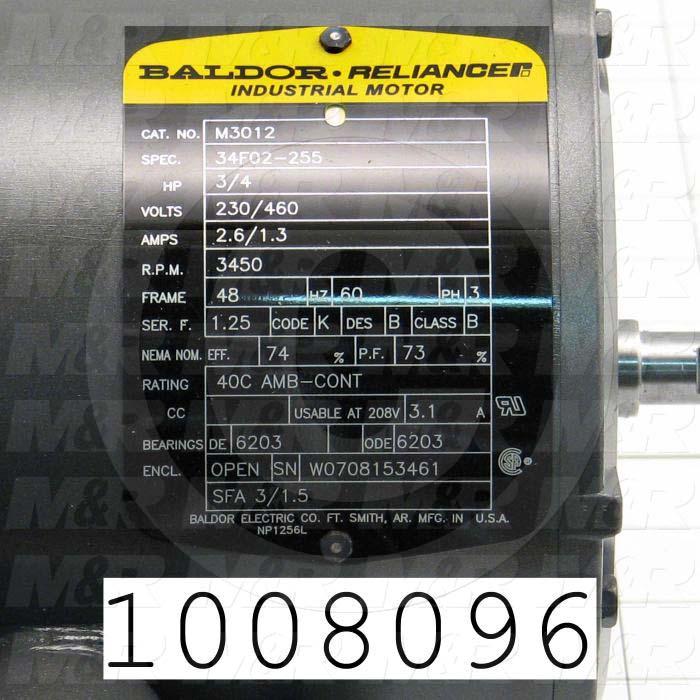 BALDOR · RELIANCER
INDUSTRIAL MOTOR
CAT. NO. M3012
SPEC. 34F02-255
HP 3/4
VOLTS 230/460
AMPS 2.6/1.3
R.P.M. 3450
FRAME 48 HZ 60 PH 3
SER. F. 1.25 CODE K DES B CLASS B
NEMA NOM. EFF. 74 % P.F. 73 %
RATING 40C AMB-CONT
CC USABLE AT 208V 3.1 A
BEARINGS DE 6203 ODE 6203
ENCL. OPEN SN W0708153461
SFA 3/1.5
BALDOR ELECTRIC CO. FT. SMITH, AR. MFG. IN U.S.A.
NP1256L
1008096